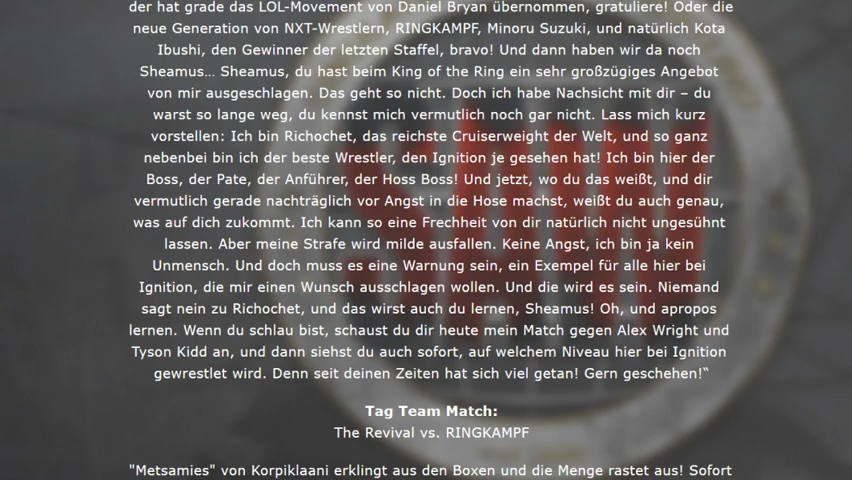 der hat grade das LOL-Movement von Daniel Bryan übernommen, gratuliere! Oder die
neue Generation von NXT-Wrestlern, RINGKAMPF, Minoru Suzuki, und natürlich Kota
Ibushi, den Gewinner der letzten Staffel, bravo! Und dann haben wir da noch
Sheamus… Sheamus, du hast beim King of the Ring ein sehr großzügiges Angebot
von mir ausgeschlagen. Das geht so nicht. Doch ich habe Nachsicht mit dir – du
warst so lange weg, du kennst mich vermutlich noch gar nicht. Lass mich kurz
vorstellen: Ich bin Richochet, das reichste Cruiserweight der Welt, und so ganz
nebenbei bin ich der beste Wrestler, den Ignition je gesehen hat! Ich bin hier der
Boss, der Pate, der Anführer, der Hoss Boss! Und jetzt, wo du das weißt, und dir
vermutlich gerade nachträglich vor Angst in die Hose machst, weißt du auch genau,
was auf dich zukommt. Ich kann so eine Frechheit von dir natürlich nicht ungesühnt
lassen. Aber meine Strafe wird milde ausfallen. Keine Angst, ich bin ja kein
Unmensch. Und doch muss es eine Warnung sein, ein Exempel für alle hier bei
Ignition, die mir einen Wunsch ausschlagen wollen. Und die wird es sein. Niemand
sagt nein zu Richochet, und das wirst auch du lernen, Sheamus! Oh, und apropos
lernen. Wenn du schlau bist, schaust du dir heute mein Match gegen Alex Wright und
Tyson Kidd an, und dann siehst du auch sofort, auf welchem Niveau hier bei Ignition
gewrestlet wird. Denn seit deinen Zeiten hat sich viel getan! Gern geschehen!“
Tag Team Match:
The Revival vs. RINGKAMPF
"Metsamies" von Korpiklaani erklingt aus den Boxen und die Menge rastet aus! Sofort